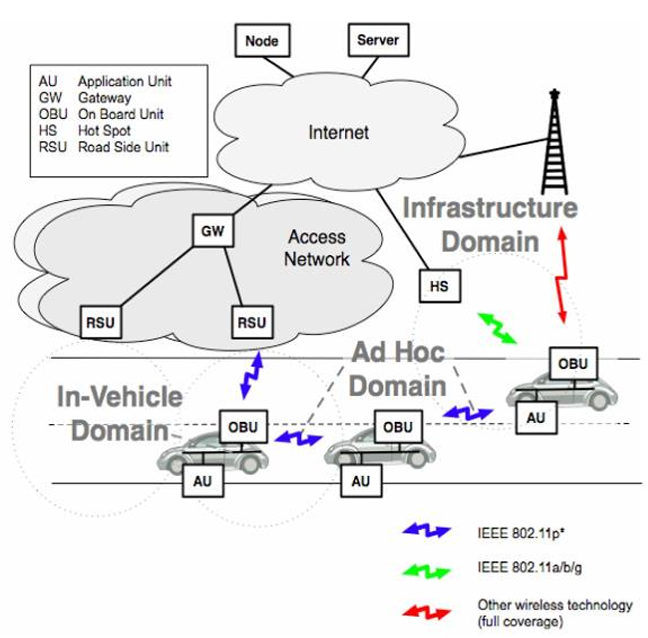 Node
Server
AU Application Unit
GW Gateway
OBU On Board Unit
HS Hot Spot
RSU Road Side Unit
Internet
Infrastructure
Domain
GW
Access
Network
HS
RSU
RSU
Ad Hoc
Domain
OBU
AU
In-Vehicle
Domain
OBU
AU
OBU
AU
IEEE 802.11p*
IEEE 802.11a/b/g
Other wireless technology
(full coverage)